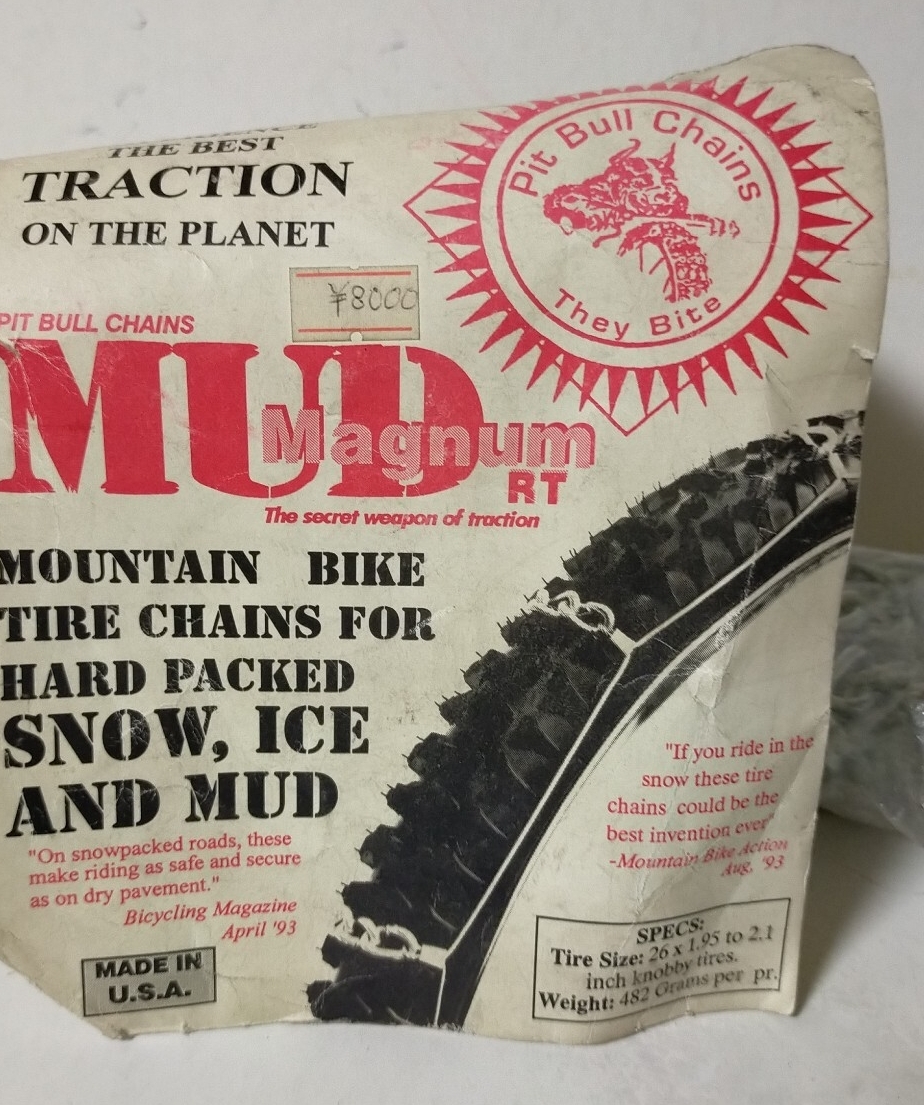 THE BEST
TRACTION
ON THE PLANET
Pit Bull Chains
They Bite
¥8000
PIT BULL CHAINS
MUD
Magnum
RT
The secret weapon of traction
MOUNTAIN BIKE
TIRE CHAINS FOR
HARD PACKED
SNOW, ICE
AND MUD
"On snowpacked roads, these
make riding as safe and secure
as on dry pavement."
Bicycling Magazine
April '93
MADE IN
U.S.A.
"If you ride in the
snow these tire
chains could be the
best invention ever"
-Mountain Bike Action
Aug, '93
SPECS:
Tire Size: 26 x 1.95 to 2.1
inch knobby tires.
Weight: 482 Grams per pr.